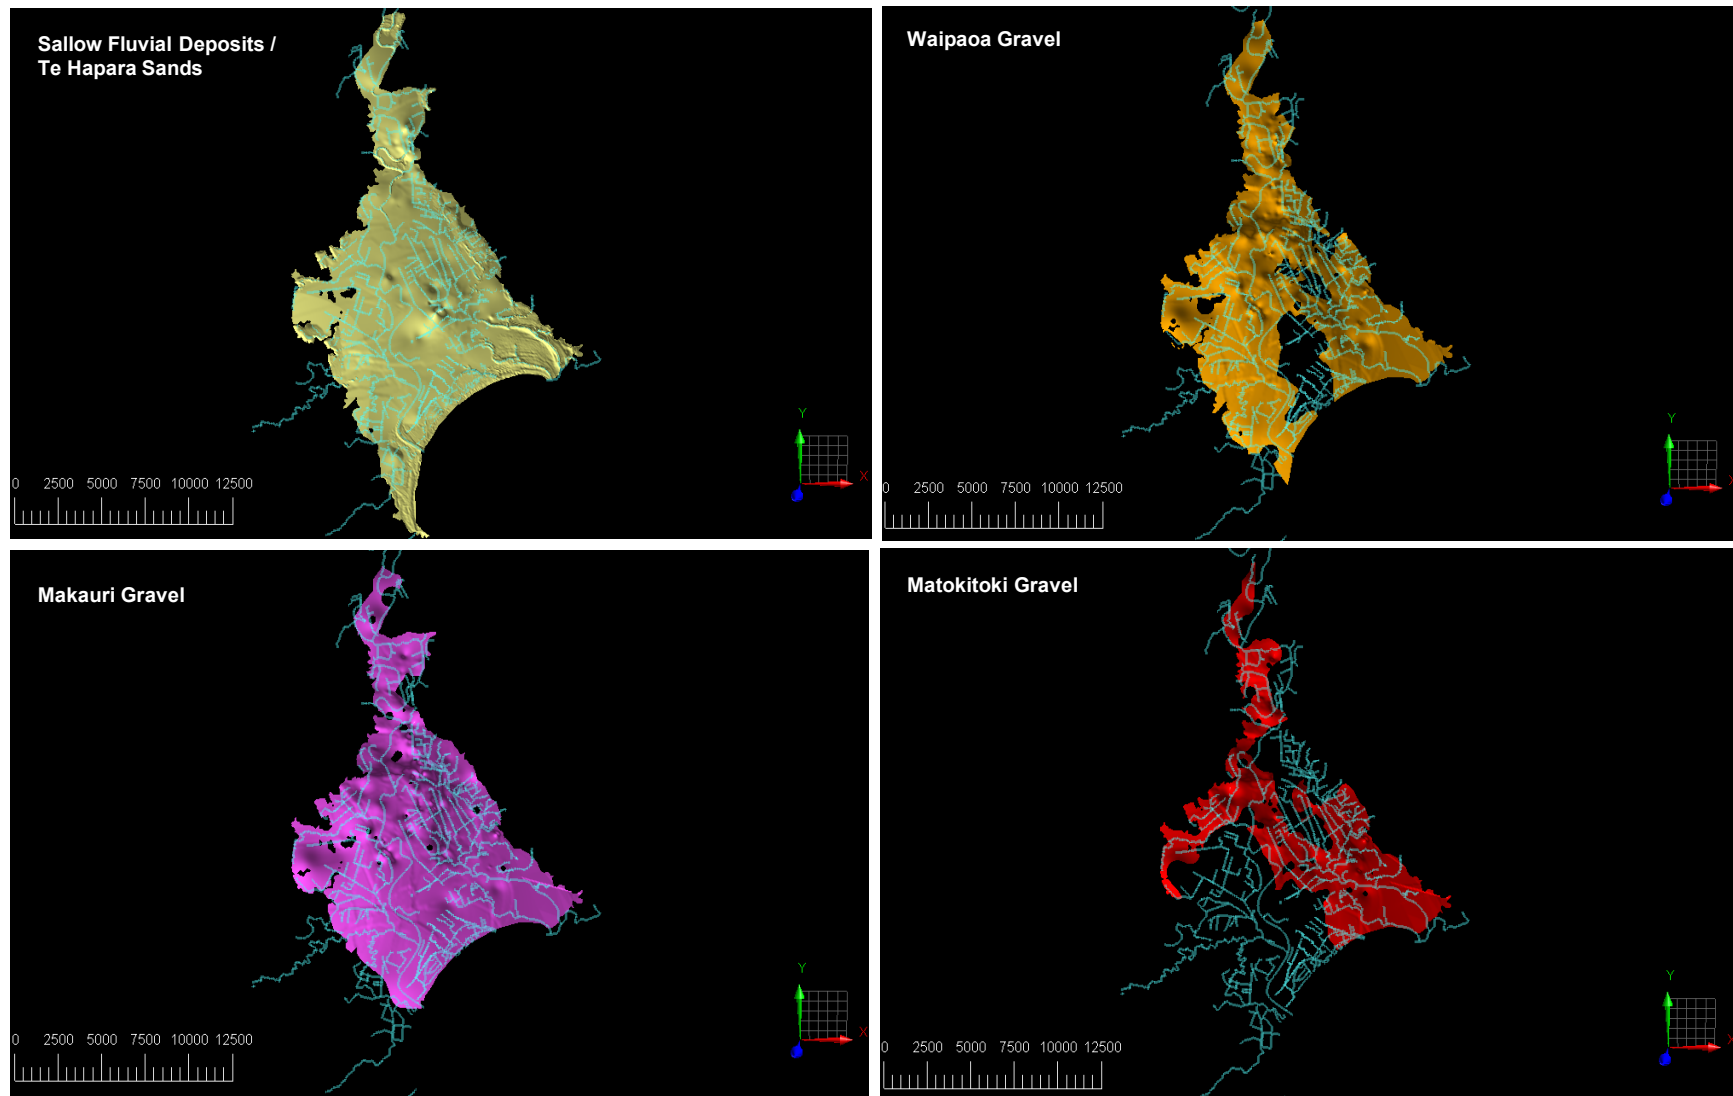 Sallow Fluvial Deposits /
Te Hapara Sands
Y
X
0 2500 5000 7500 10000 12500
Waipaoa Gravel
Y
X
0 2500 5000 7500 10000 12500
Makauri Gravel
Y
X
0 2500 5000 7500 10000 12500
Matokitoki Gravel
Y
X
0 2500 5000 7500 10000 12500